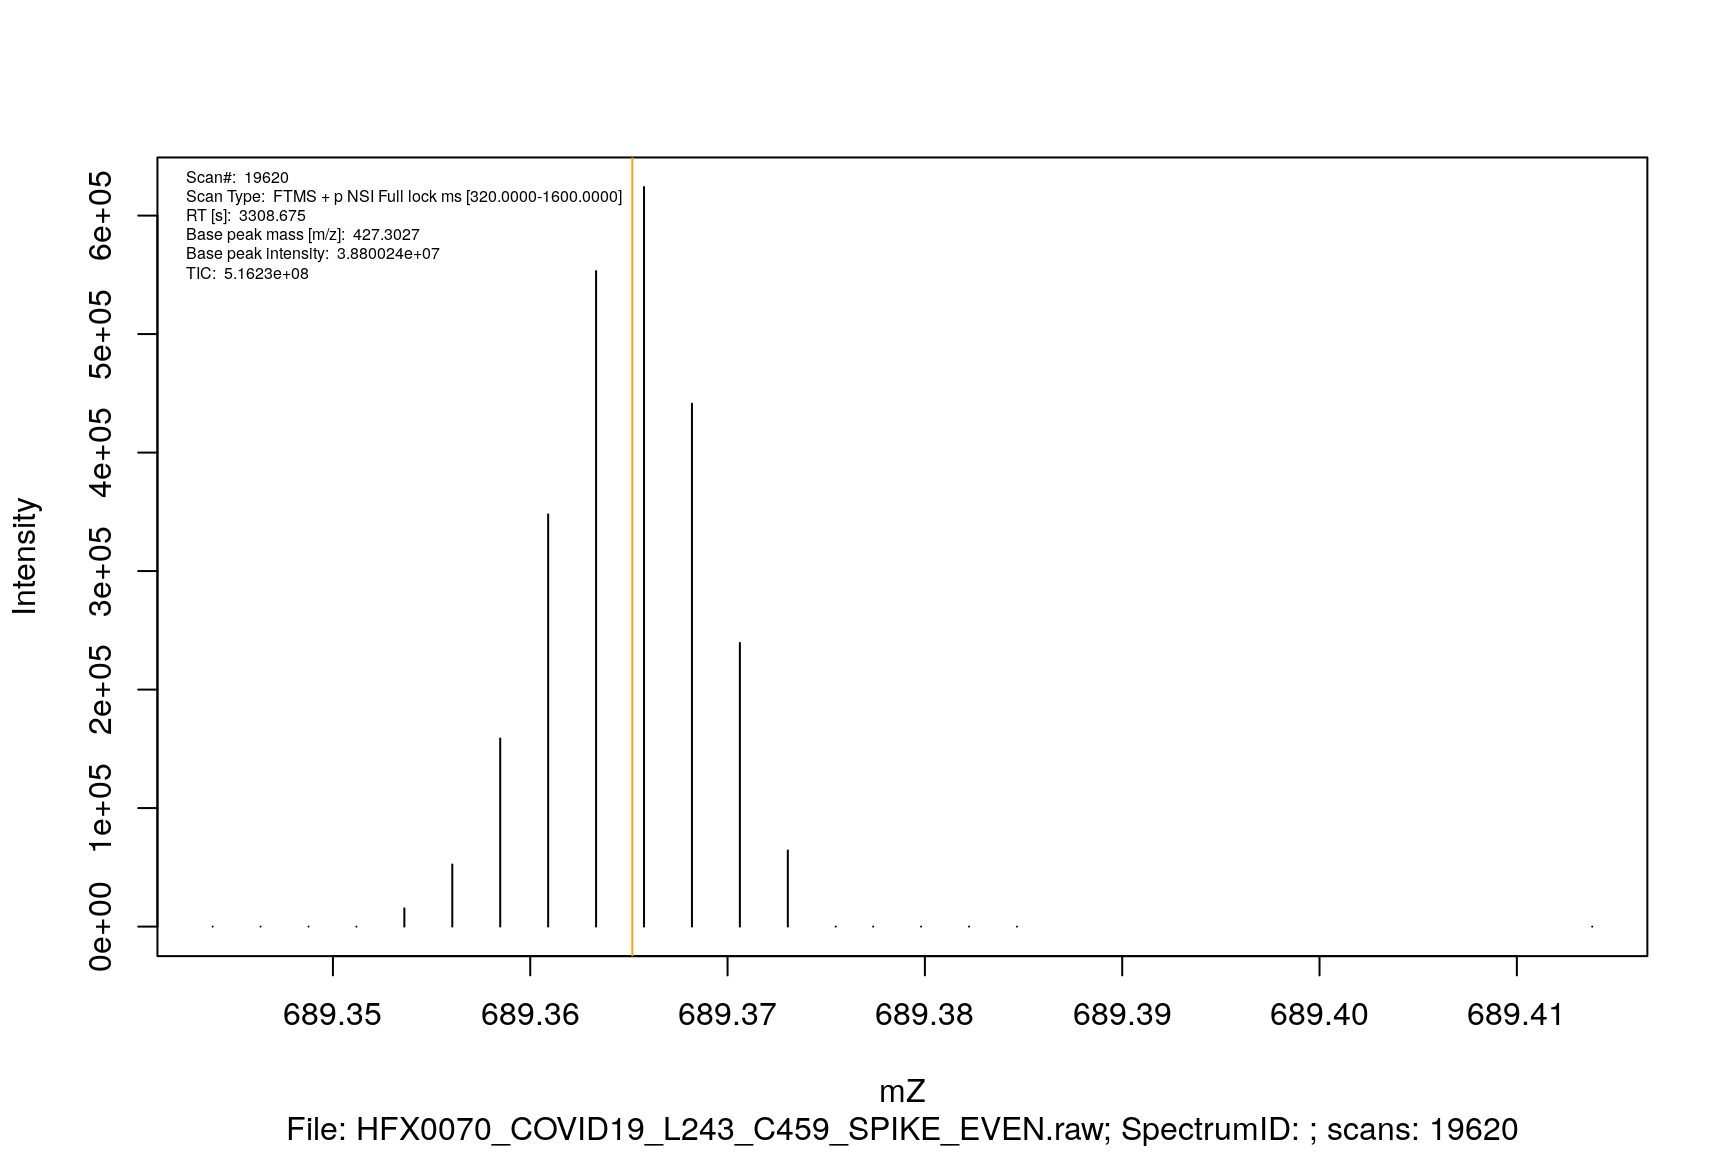 Scan#: 19620
Scan Type: FTMS + p NSI Full lock ms [320.0000-1600.0000]
RT [s]: 3308.675
Base peak mass [m/z]: 427.3027
Base peak intensity: 3.880024e+07
TIC: 5.1623e+08
6e+05
5e+05
4e+05
3e+05
2e+05
1e+05
0e+00
Intensity
689.35 689.36 689.37 689.38 689.39 689.40 689.41
mZ
File: HFX0070_COVID19_L243_C459_SPIKE_EVEN.raw; SpectrumID: ; scans: 19620